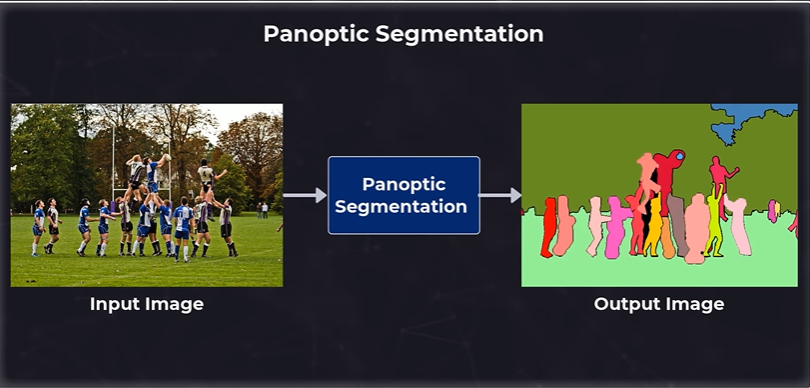 Panoptic Segmentation
Panoptic
Segmentation
Input Image
Output Image